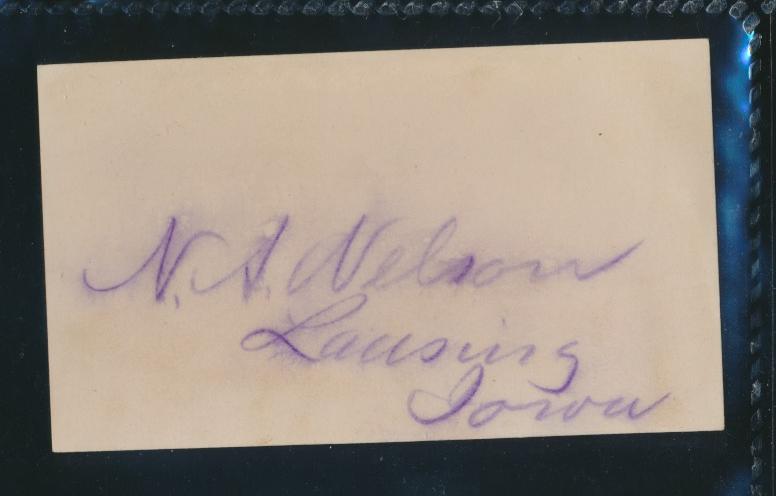 N. A. Nelson
Lansing
Iowa